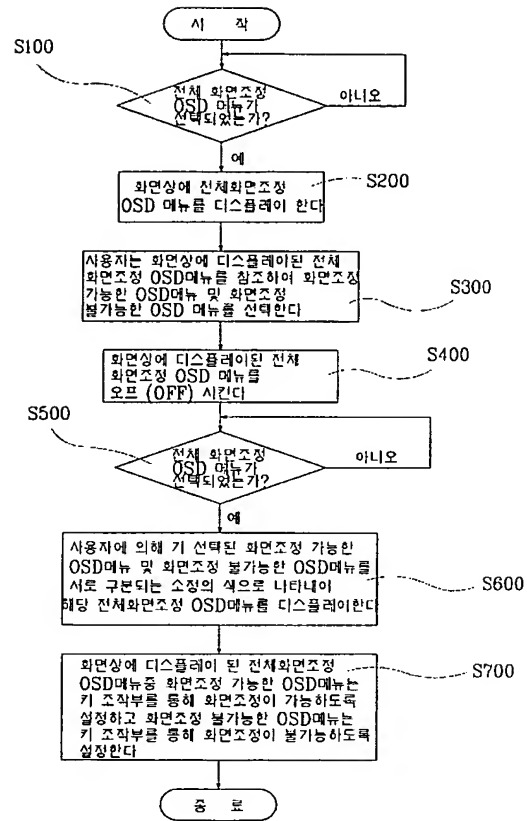 시 작
S100
전체 화면조정
OSD 메뉴가
선택되었는가?
아니오
예
화면상에 전체화면조정
OSD 메뉴를 디스플레이 한다
S200
사용자는 화면상에 디스플레이된 전체
화면조정 OSD메뉴를 참조하여 화면조정
가능한 OSD메뉴 및 화면조정
불가능한 OSD 메뉴를 선택한다
S300
화면상에 디스플레이된 전체
화면조정 OSD 메뉴를
오프 (OFF) 시킨다
S400
S500
전체 화면조정
OSD 메뉴가
선택되었는가?
아니오
예
사용자에 의해 기 선택된 화면조정 가능한
OSD메뉴 및 화면조정 불가능한 OSD메뉴를
서로 구분되는 소정의 색으로 나타내어
해당 전체화면조정 OSD메뉴를 디스플레이한다
S600
화면상에 디스플레이 된 전체화면조정
OSD메뉴중 화면조정 가능한 OSD메뉴는
키 조작부를 통해 화면조정이 가능하도록
설정하고 화면조정 불가능한 OSD메뉴는
키 조작부를 통해 화면조정이 불가능하도록
설정한다
S700
종 료